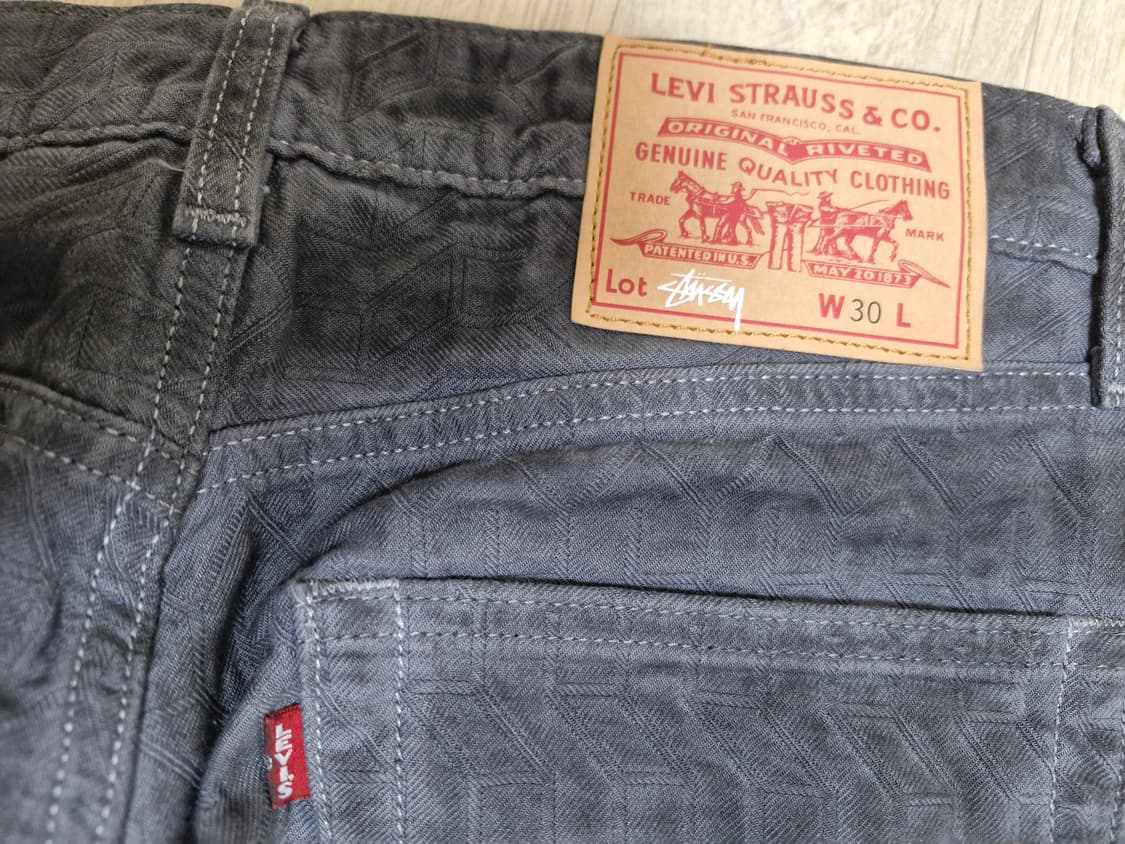 LEVI STRAUSS & CO.
SAN FRANCISCO, CAL.
ORIGINAL RIVETED
GENUINE QUALITY CLOTHING
TRADE MARK
PATENTED IN U.S. MAY 20 1873
Lot Stüssy W 30 L
LEVI'S